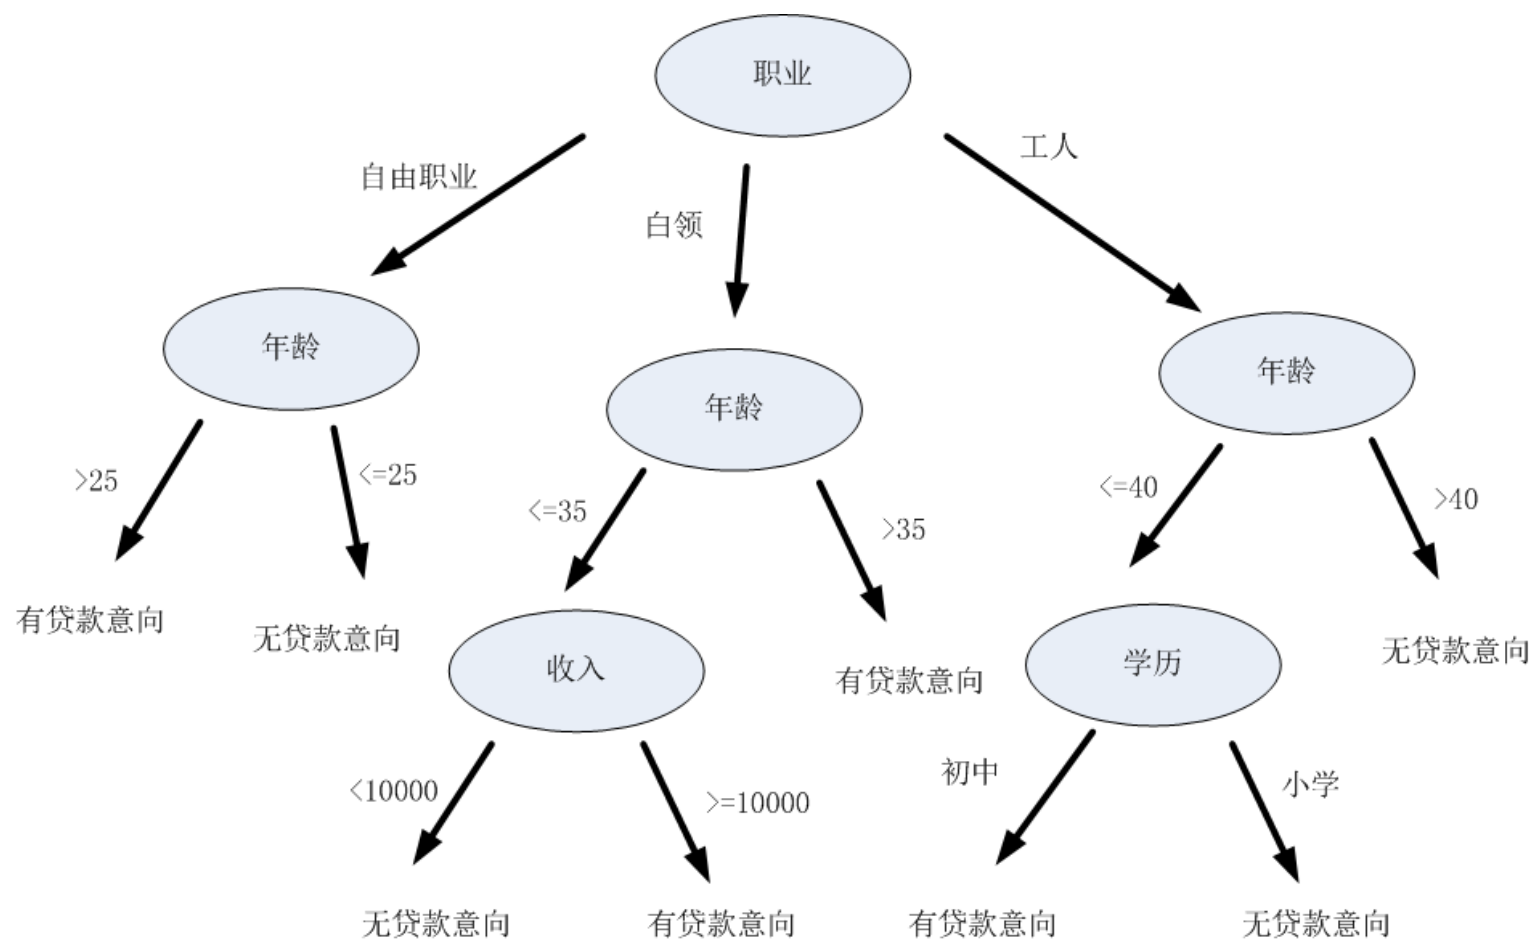 职业
工人
自由职业
白领
年龄
年龄
年龄
>25
<=25
<=35
>35
<=40
>40
有贷款意向
无贷款意向
收入
有贷款意向
学历
无贷款意向
<10000
>=10000
初中
小学
无贷款意向
有贷款意向
有贷款意向
无贷款意向